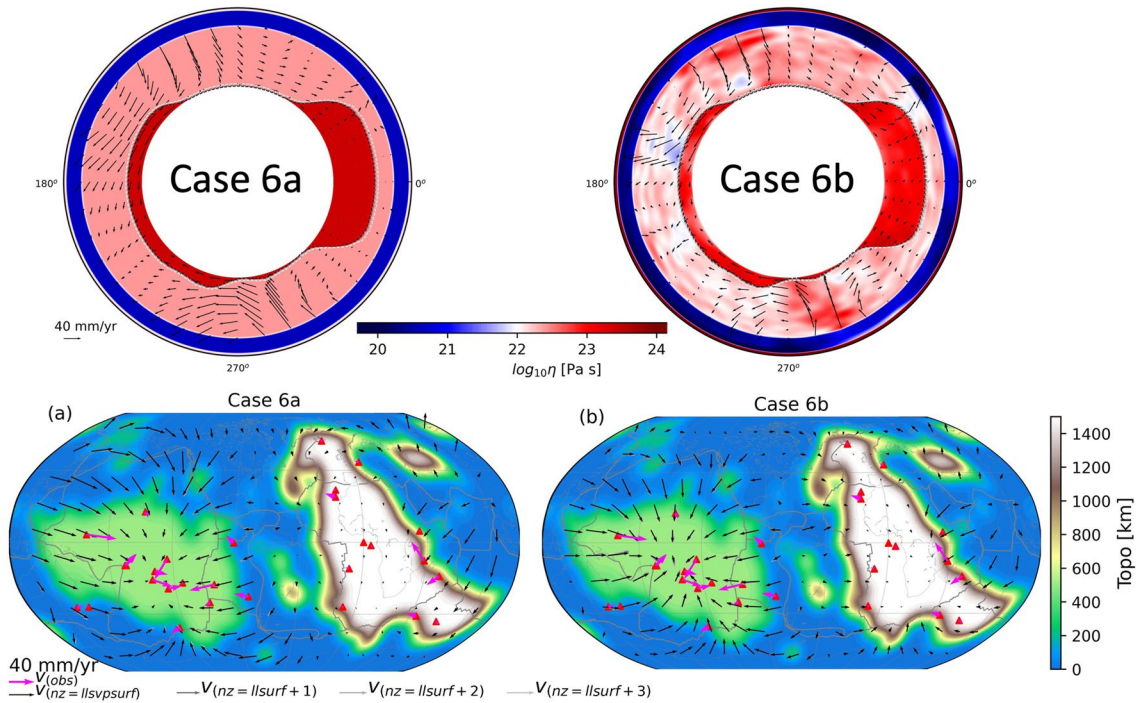 Case 6a
Case 6b
180°
0°
180°
0°
40 mm/yr
270°
270°
20 21 22 23 24
log₁₀η [Pa s]
(a)
Case 6a
(b)
Case 6b
1400
1200
1000
800
600
400
200
0
Topo [km]
40 mm/yr
V(obs)
V(nz = llsvpsurf)
V(nz = llsurf + 1)
V(nz = llsurf + 2)
V(nz = llsurf + 3)